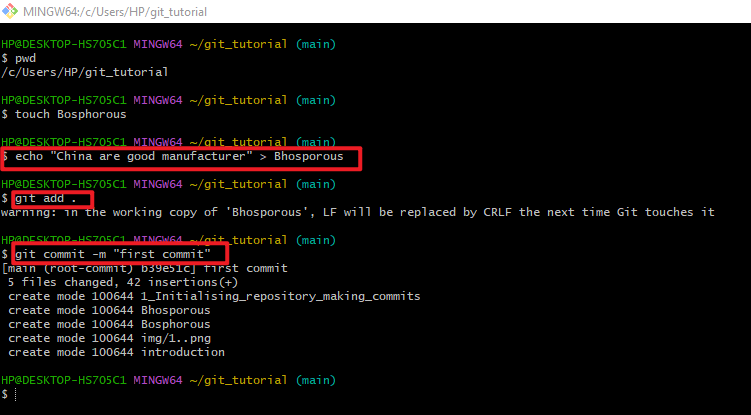 MINGW64:/c/Users/HP/git_tutorial
HP@DESKTOP-HS705C1 MINGW64 ~/git_tutorial (main)
$ pwd
/c/Users/HP/git_tutorial
HP@DESKTOP-HS705C1 MINGW64 ~/git_tutorial (main)
$ touch Bosphorous
HP@DESKTOP-HS705C1 MINGW64 ~/git_tutorial (main)
$ echo "China are good manufacturer" > Bhosporous
HP@DESKTOP-HS705C1 MINGW64 ~/git_tutorial (main)
$ git add .
warning: in the working copy of 'Bhosporous', LF will be replaced by CRLF the next time Git touches it
HP@DESKTOP-HS705C1 MINGW64 ~/git_tutorial (main)
$ git commit -m "first commit"
[main (root-commit) b39e51c] first commit
5 files changed, 42 insertions(+)
create mode 100644 1_Initialising_repository_making_commits
create mode 100644 Bhosporous
create mode 100644 Bosphorous
create mode 100644 img/1..png
create mode 100644 introduction
HP@DESKTOP-HS705C1 MINGW64 ~/git_tutorial (main)
$